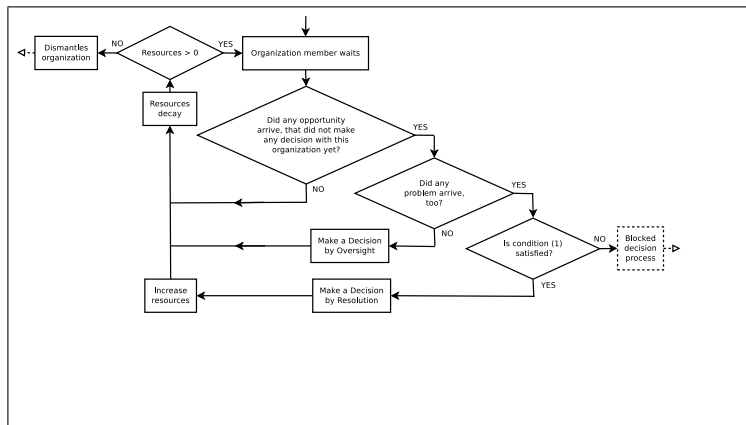 Dismantles
organization
NO
Resources > 0
YES
Organization member waits
Resources
decay
Did any opportunity
arrive, that did not make
any decision with this
organization yet?
YES
NO
Did any
problem arrive,
too?
YES
NO
Make a Decision
by Oversight
Is condition (1)
satisfied?
NO
Blocked
decision
process
YES
Increase
resources
Make a Decision
by Resolution